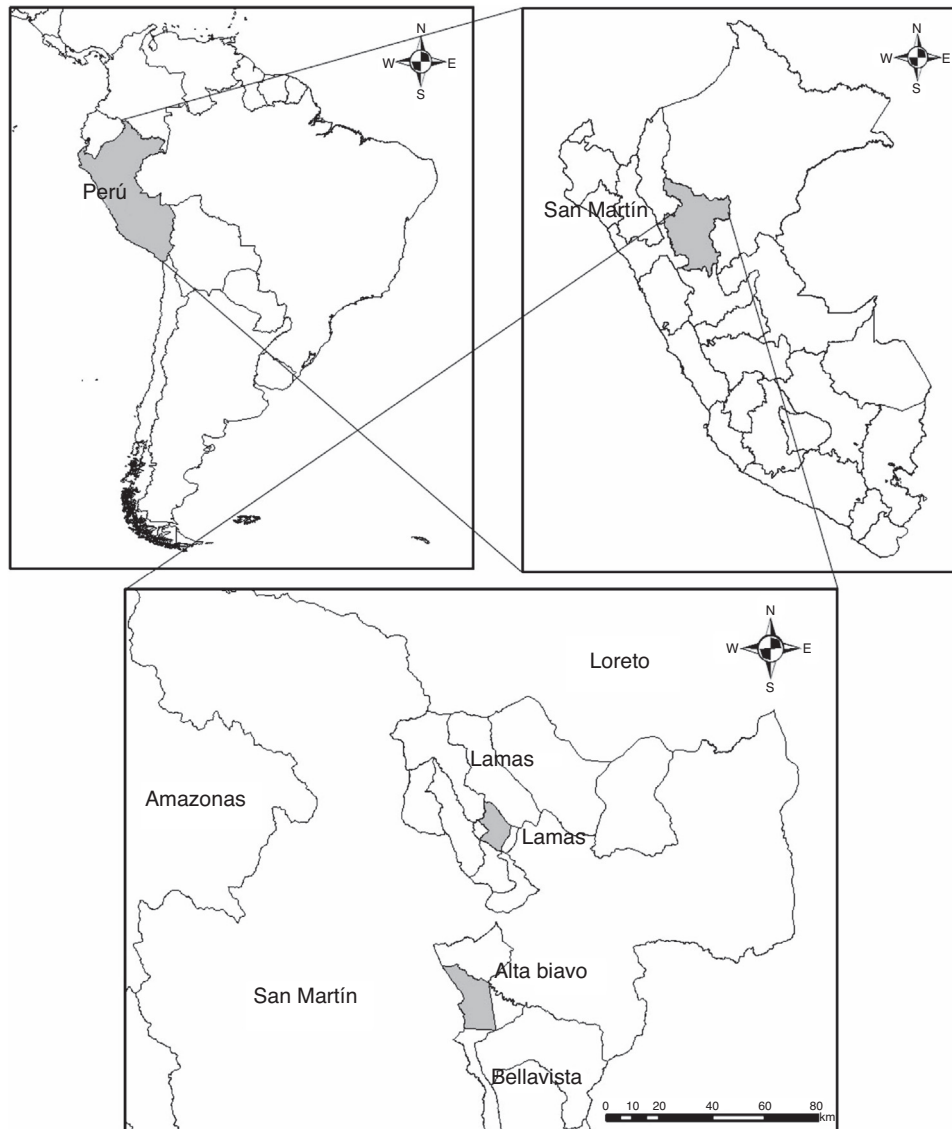 N
W E
S
Perú
N
W E
S
San Martín
N
W E
S
Loreto
Lamas
Amazonas
Lamas
Alta biavo
San Martín
Bellavista
0 10 20 40 60 80
km